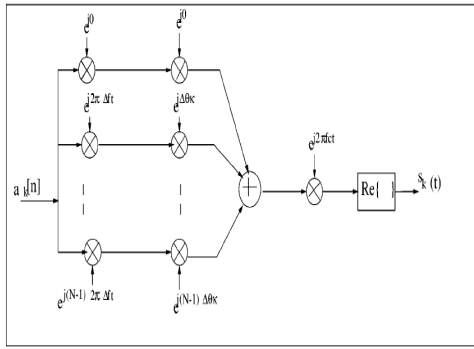 e^{j0} e^{j0}
e^{j2π Δft} e^{jΔθκ} e^{j2πfct}
a_k[n] + Re{ } s_k(t)
e^{j(N-1) 2π Δft} e^{j(N-1) Δθκ}